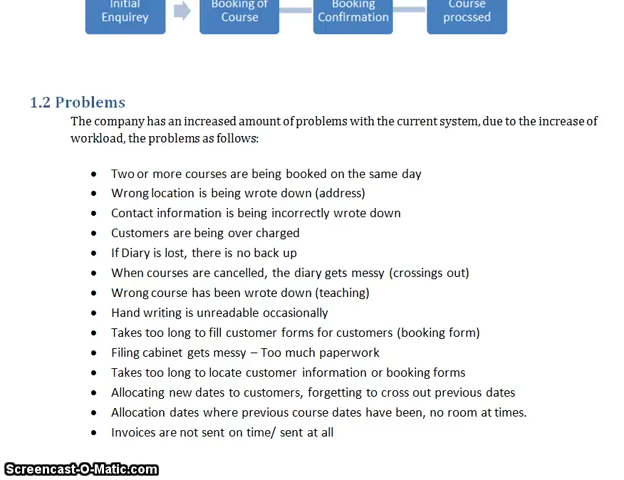 Initial
Enquirey
Booking of
Course
Booking
Confirmation
Course
procssed
1.2 Problems
The company has an increased amount of problems with the current system, due to the increase of
workload, the problems as follows:
• Two or more courses are being booked on the same day
• Wrong location is being wrote down (address)
• Contact information is being incorrectly wrote down
• Customers are being over charged
• If Diary is lost, there is no back up
• When courses are cancelled, the diary gets messy (crossings out)
• Wrong course has been wrote down (teaching)
• Hand writing is unreadable occasionally
• Takes too long to fill customer forms for customers (booking form)
• Filing cabinet gets messy – Too much paperwork
• Takes too long to locate customer information or booking forms
• Allocating new dates to customers, forgetting to cross out previous dates
• Allocation dates where previous course dates have been, no room at times.
• Invoices are not sent on time/ sent at all
Screencast-O-Matic.com